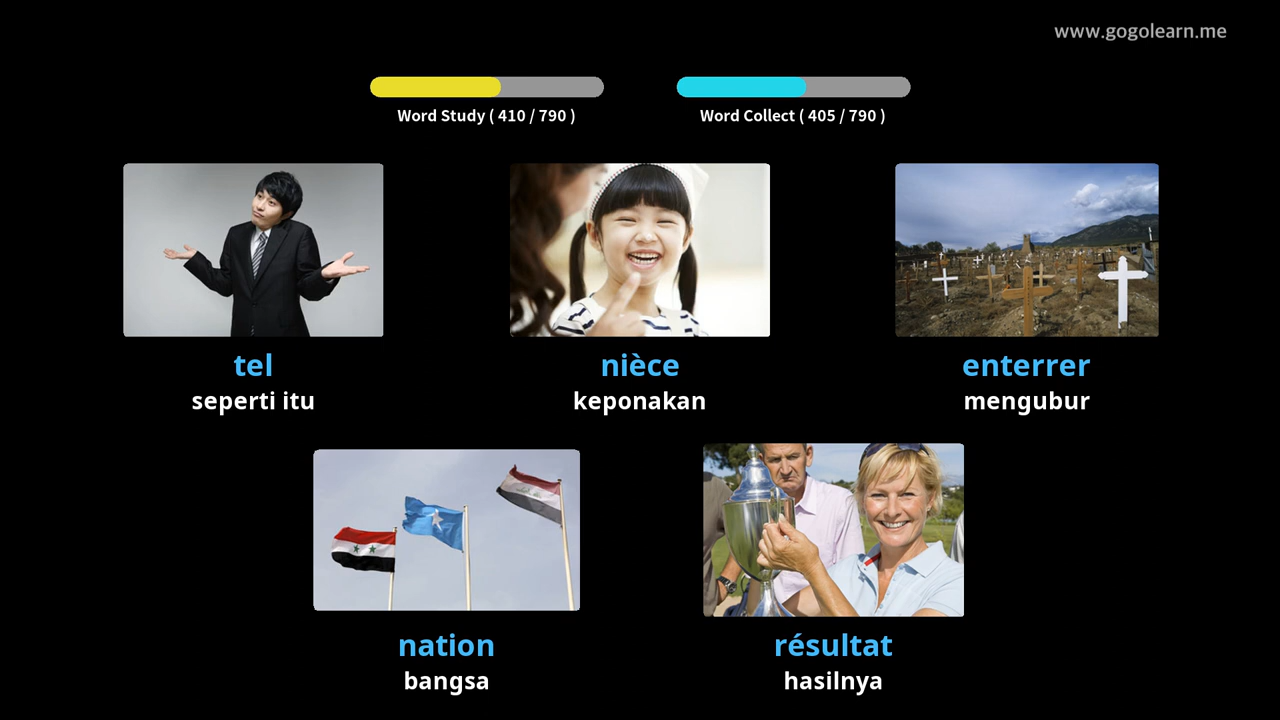 www.gogolearn.me
Word Study ( 410 / 790 )
Word Collect ( 405 / 790 )
tel
seperti itu
nièce
keponakan
enterrer
mengubur
nation
bangsa
résultat
hasilnya